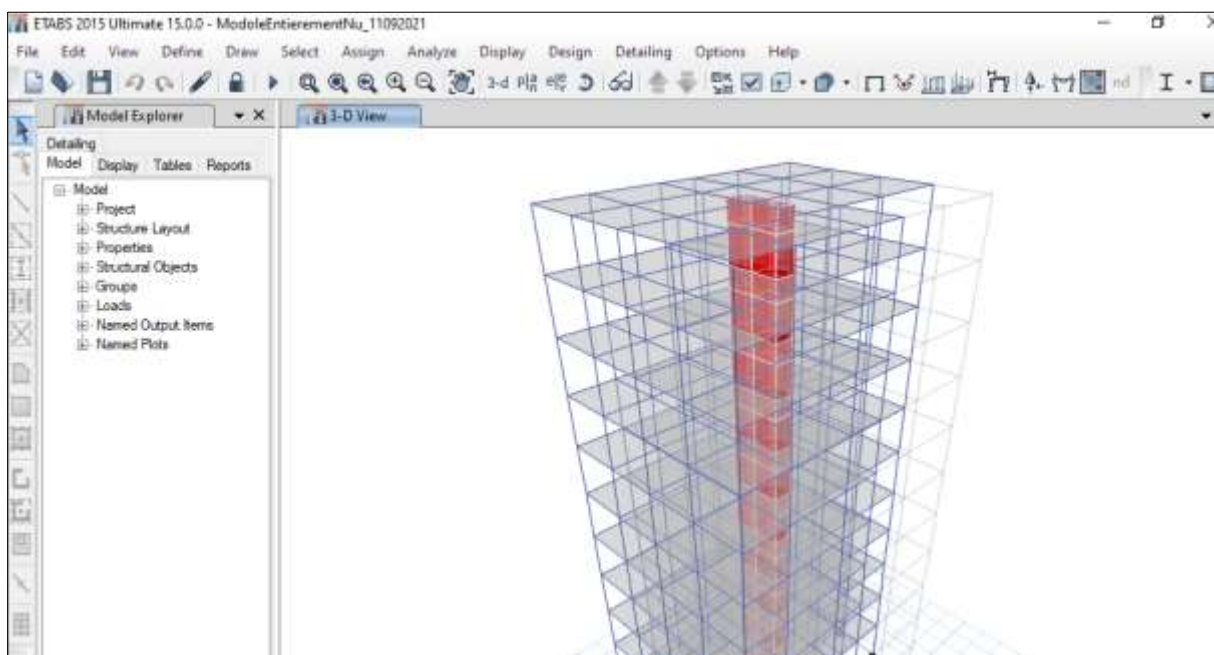 ETABS 2015 Ultimate 15.0.0 - ModoleEntierementNu_11092021
File Edit View Define Draw Select Assign Analyze Display Design Detailing Options Help
3-d nd
Model Explorer 3-D View
Detailing
Model Display Tables Reports
Model
Project
Structure Layout
Properties
Structural Objects
Groups
Loads
Named Output Items
Named Plots